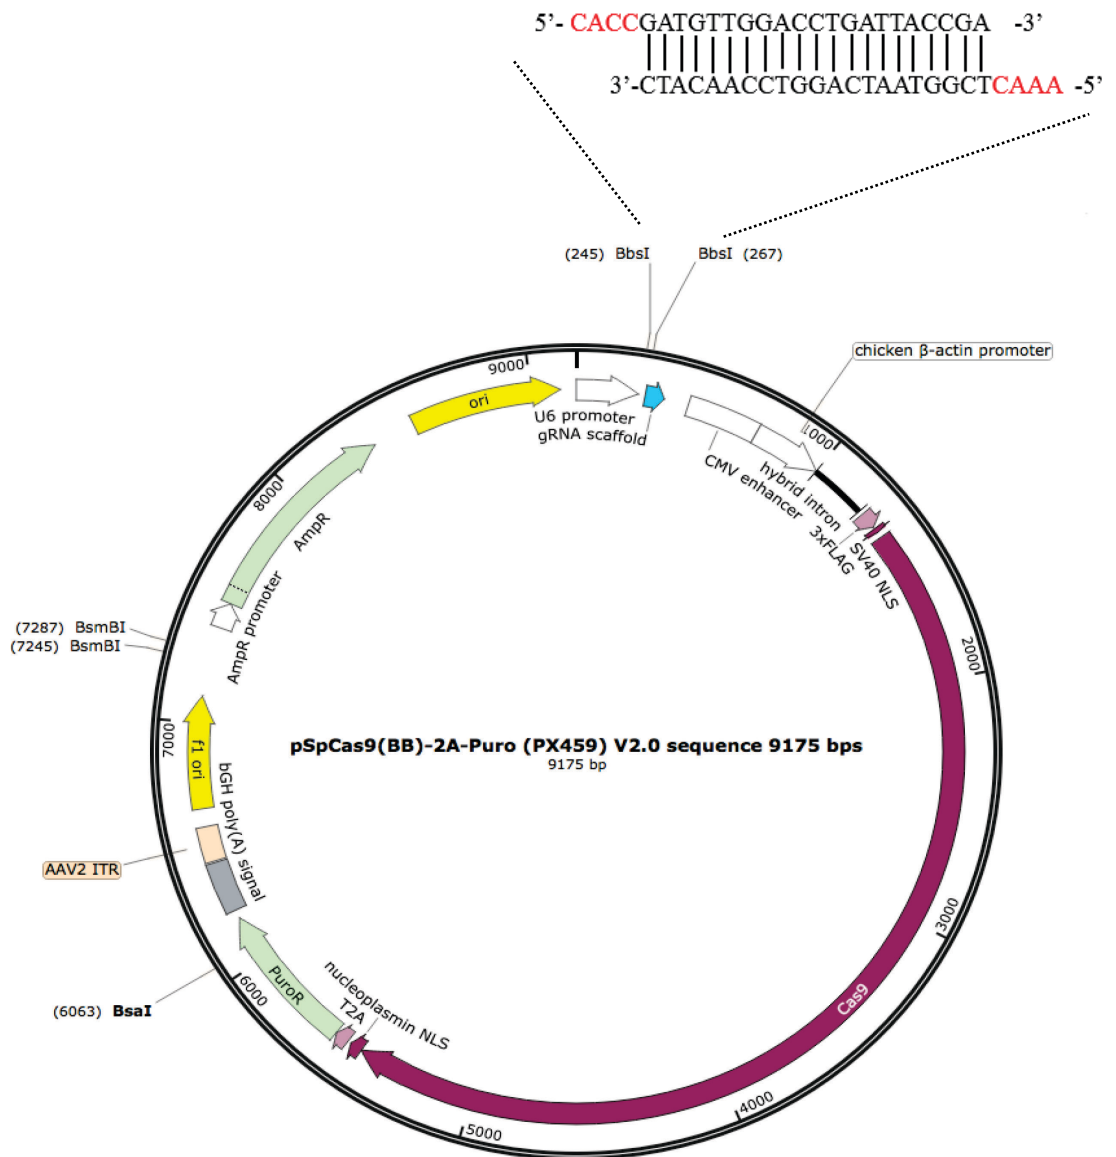 5'- CACCGATGTTGGACCTGATTACCGA -3'
3'-CTACAACCTGGACTAATGGCTCAAA -5'
(245) BbsI
BbsI (267)
chicken β-actin promoter
9000
1000
ori
U6 promoter
gRNA scaffold
CMV enhancer
hybrid intron
3xFLAG
SV40 NLS
8000
AmpR
AmpR promoter
(7287) BsmBI
(7245) BsmBI
2000
7000
f1 ori
pSpCas9(BB)-2A-Puro (PX459) V2.0 sequence 9175 bps
9175 bp
bGH poly(A) signal
AAV2 ITR
3000
PuroR
6000
(6063) BsaI
nucleoplasmin NLS
T2A
Cas9
4000
5000